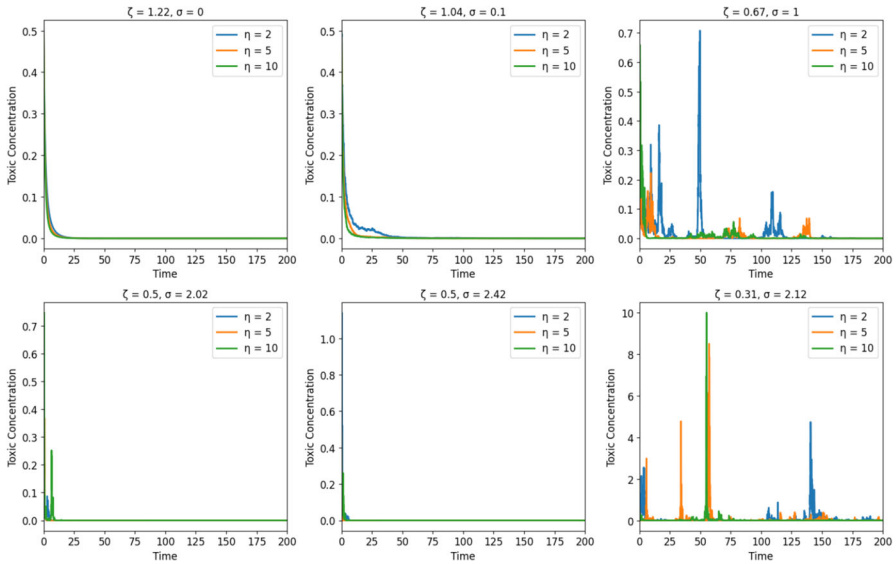 ζ = 1.22, σ = 0
0.5
0.4
0.3
0.2
0.1
0.0
Toxic Concentration
η = 2
η = 5
η = 10
0 25 50 75 100 125 150 175 200
Time
ζ = 1.04, σ = 0.1
0.5
0.4
0.3
0.2
0.1
0.0
Toxic Concentration
η = 2
η = 5
η = 10
0 25 50 75 100 125 150 175 200
Time
ζ = 0.67, σ = 1
0.7
0.6
0.5
0.4
0.3
0.2
0.1
0.0
Toxic Concentration
η = 2
η = 5
η = 10
0 25 50 75 100 125 150 175 200
Time
ζ = 0.5, σ = 2.02
0.7
0.6
0.5
0.4
0.3
0.2
0.1
0.0
Toxic Concentration
η = 2
η = 5
η = 10
0 25 50 75 100 125 150 175 200
Time
ζ = 0.5, σ = 2.42
1.0
0.8
0.6
0.4
0.2
0.0
Toxic Concentration
η = 2
η = 5
η = 10
0 25 50 75 100 125 150 175 200
Time
ζ = 0.31, σ = 2.12
10
8
6
4
2
0
Toxic Concentration
η = 2
η = 5
η = 10
0 25 50 75 100 125 150 175 200
Time